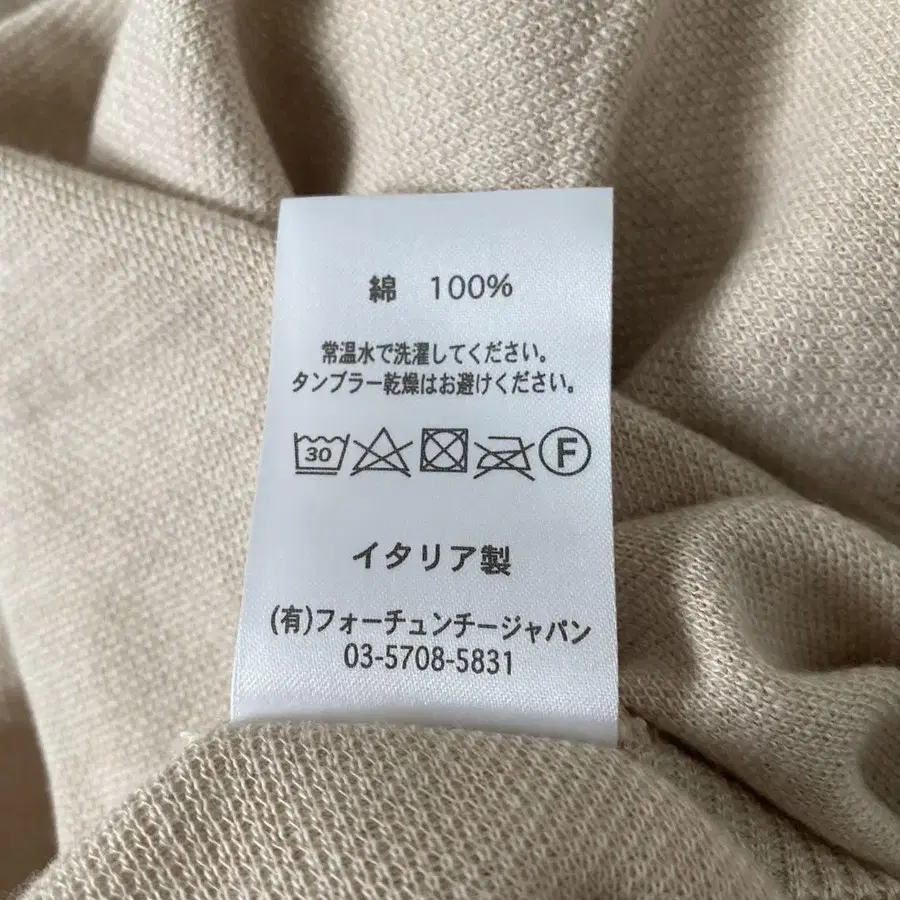 綿 100%
常温水で洗濯してください。
タンブラー乾燥はお避けください。
30 F
イタリア製
(有)フォーチュンチージャパン
03-5708-5831